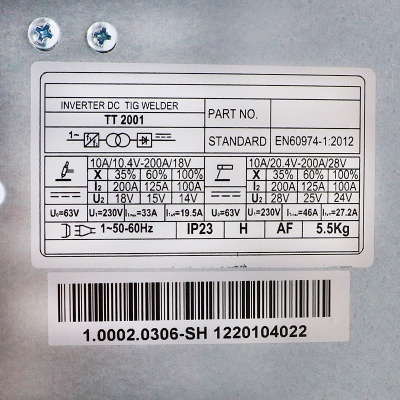 INVERTER DC TIG WELDER
TT 2001
PART NO.
1~
STANDARD EN60974-1:2012
10A/10.4V-200A/18V 10A/20.4V-200A/28V
X 35% 60% 100% X 35% 60% 100%
I2 200A 125A 100A I2 200A 125A 100A
U2 18V 15V 14V U2 28V 25V 24V
U0=63V U1=230V I1max=33A I1eff=19.5A U0=63V U1=230V I1max=46A I1eff=27.2A
1~50-60Hz IP23 H AF 5.5Kg
1.0002.0306-SH 1220104022